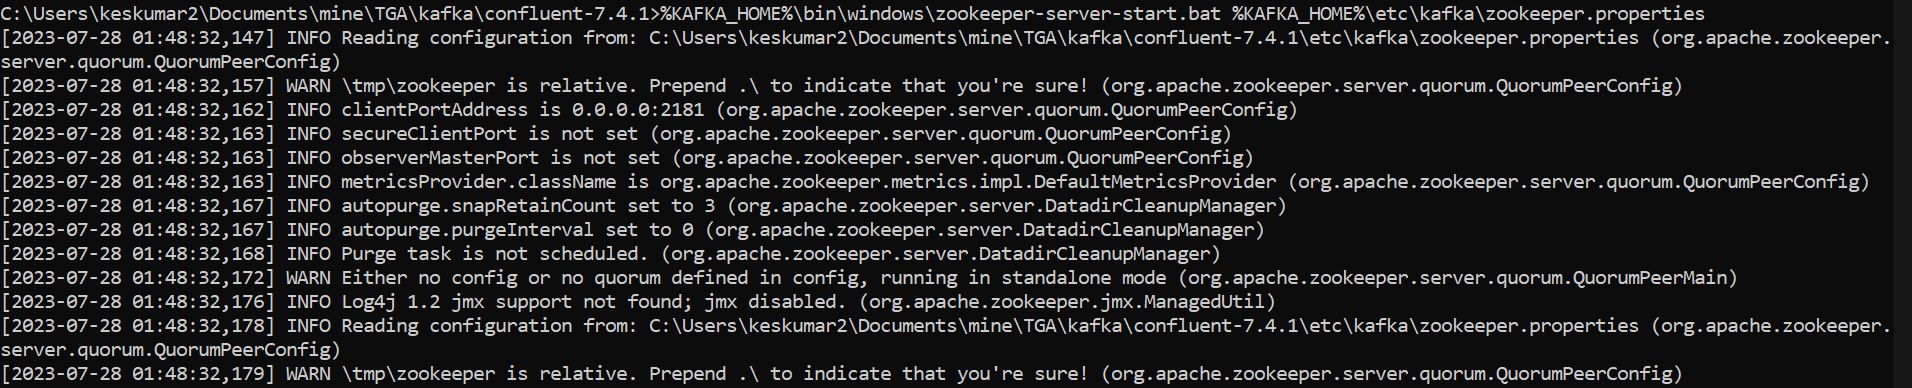 C:\Users\keskumar2\Documents\mine\TGA\kafka\confluent-7.4.1>%KAFKA_HOME%\bin\windows\zookeeper-server-start.bat %KAFKA_HOME%\etc\kafka\zookeeper.properties
[2023-07-28 01:48:32,147] INFO Reading configuration from: C:\Users\keskumar2\Documents\mine\TGA\kafka\confluent-7.4.1\etc\kafka\zookeeper.properties (org.apache.zookeeper.
server.quorum.QuorumPeerConfig)
[2023-07-28 01:48:32,157] WARN \tmp\zookeeper is relative. Prepend .\ to indicate that you're sure! (org.apache.zookeeper.server.quorum.QuorumPeerConfig)
[2023-07-28 01:48:32,162] INFO clientPortAddress is 0.0.0.0:2181 (org.apache.zookeeper.server.quorum.QuorumPeerConfig)
[2023-07-28 01:48:32,163] INFO secureClientPort is not set (org.apache.zookeeper.server.quorum.QuorumPeerConfig)
[2023-07-28 01:48:32,163] INFO observerMasterPort is not set (org.apache.zookeeper.server.quorum.QuorumPeerConfig)
[2023-07-28 01:48:32,163] INFO metricsProvider.className is org.apache.zookeeper.metrics.impl.DefaultMetricsProvider (org.apache.zookeeper.server.quorum.QuorumPeerConfig)
[2023-07-28 01:48:32,167] INFO autopurge.snapRetainCount set to 3 (org.apache.zookeeper.server.DatadirCleanupManager)
[2023-07-28 01:48:32,167] INFO autopurge.purgeInterval set to 0 (org.apache.zookeeper.server.DatadirCleanupManager)
[2023-07-28 01:48:32,168] INFO Purge task is not scheduled. (org.apache.zookeeper.server.DatadirCleanupManager)
[2023-07-28 01:48:32,172] WARN Either no config or no quorum defined in config, running in standalone mode (org.apache.zookeeper.server.quorum.QuorumPeerMain)
[2023-07-28 01:48:32,176] INFO Log4j 1.2 jmx support not found; jmx disabled. (org.apache.zookeeper.jmx.ManagedUtil)
[2023-07-28 01:48:32,178] INFO Reading configuration from: C:\Users\keskumar2\Documents\mine\TGA\kafka\confluent-7.4.1\etc\kafka\zookeeper.properties (org.apache.zookeeper.
server.quorum.QuorumPeerConfig)
[2023-07-28 01:48:32,179] WARN \tmp\zookeeper is relative. Prepend .\ to indicate that you're sure! (org.apache.zookeeper.server.quorum.QuorumPeerConfig)